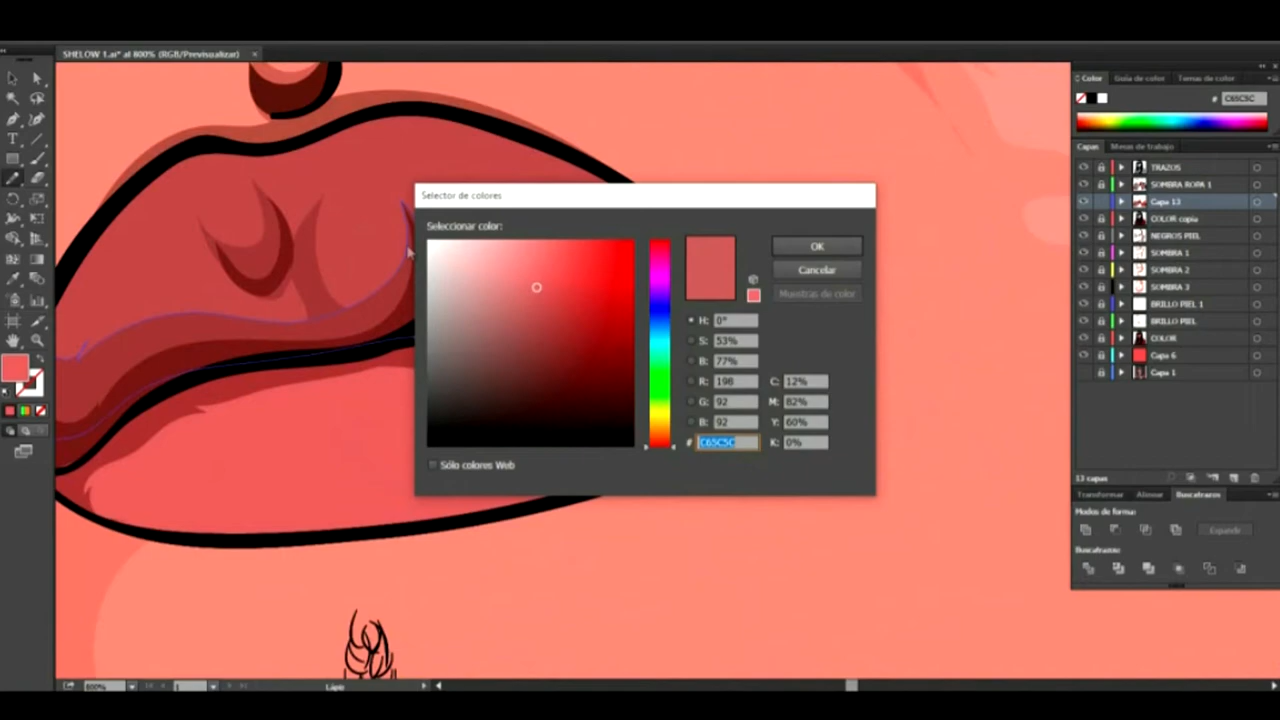 SHELOW 1.ai* al 800% (RGB/Previsualizar)
Color
Guía de color
Temas de color
# C65C5C
Capas
Mesas de trabajo
TRAZOS
SOMBRA ROPA 1
Capa 13
COLOR copia
NEGROS PIEL
SOMBRA 1
SOMBRA 2
SOMBRA 3
BRILLO PIEL 1
BRILLO PIEL
COLOR
Capa 6
Capa 1
13 capas
Transformar
Alinear
Buscatrazos
Modos de forma:
Expandir
Buscatrazos:
Selector de colores
Seleccionar color:
OK
Cancelar
Muestras de color
H: 0°
S: 53%
B: 77%
R: 198
C: 12%
G: 92
M: 82%
B: 92
Y: 60%
# C65C5C
K: 0%
Sólo colores Web
800%
1
Lápiz